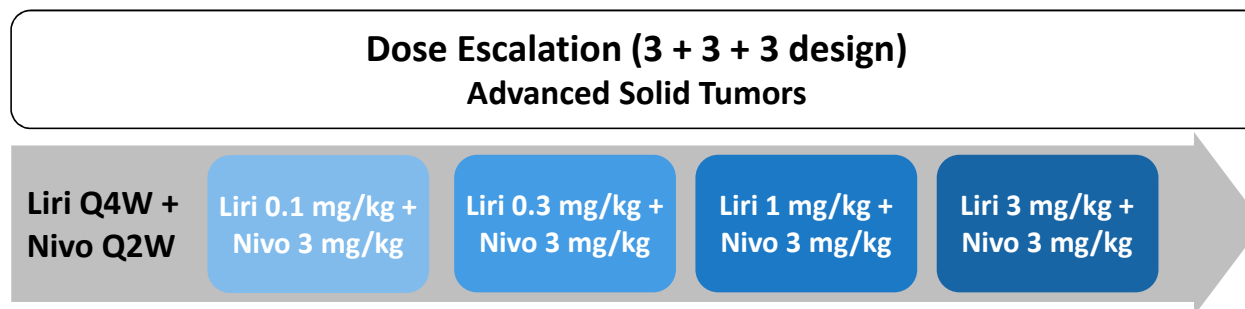 Dose Escalation (3 + 3 + 3 design)
Advanced Solid Tumors
Liri Q4W +
Nivo Q2W
Liri 0.1 mg/kg +
Nivo 3 mg/kg
Liri 0.3 mg/kg +
Nivo 3 mg/kg
Liri 1 mg/kg +
Nivo 3 mg/kg
Liri 3 mg/kg +
Nivo 3 mg/kg